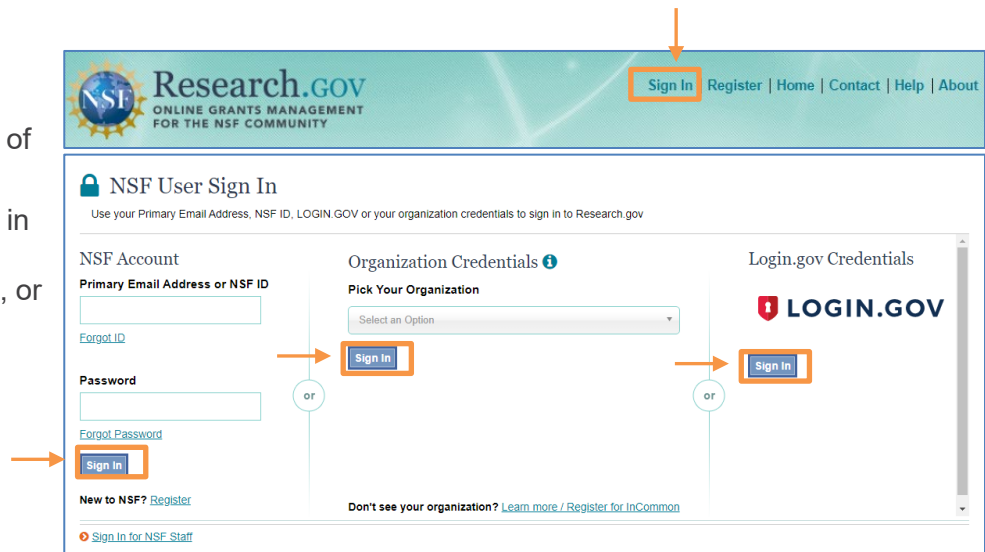 Research.GOV
ONLINE GRANTS MANAGEMENT
FOR THE NSF COMMUNITY
NSF
Sign In Register | Home | Contact | Help | About
of
in
, or
NSF User Sign In
Use your Primary Email Address, NSF ID, LOGIN.GOV or your organization credentials to sign in to Research.gov
NSF Account
Primary Email Address or NSF ID
Forgot ID
Password
Forgot Password
Sign In
New to NSF? Register
or
Organization Credentials
Pick Your Organization
Select an Option
Sign In
Don't see your organization? Learn more / Register for InCommon
or
Login.gov Credentials
LOGIN.GOV
Sign In
Sign In for NSF Staff